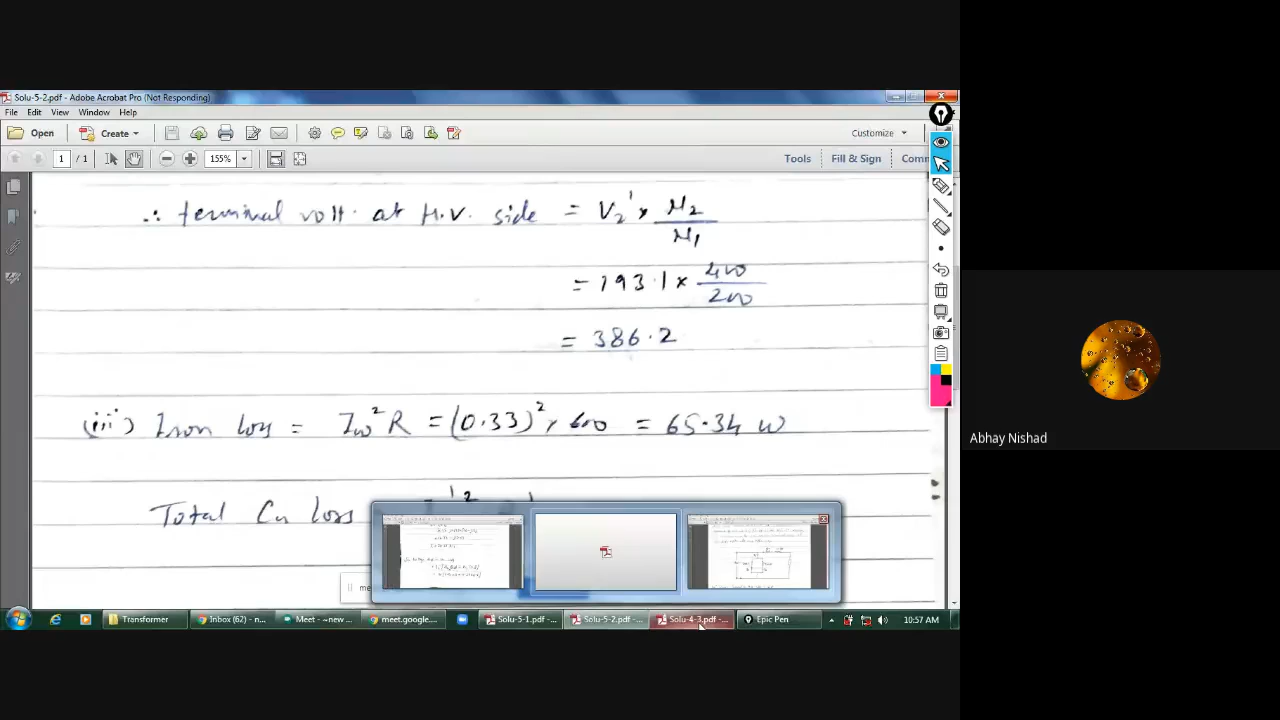 Solu-5-2.pdf - Adobe Acrobat Pro (Not Responding)
File Edit View Window Help
Open Create Customize
1 / 1 155% Tools Fill & Sign Comm
∴ terminal volt. at H.V. side = V2' × N2/N1
= 193.1 × 400/200
= 386.2
(iii) Iron loss = Iw² R = (0.33)² × 600 = 65.34 W
Total Cu loss
Abhay Nishad
Transformer Inbox (62) - n... Meet - ~new ... meet.google.... Solu-5-1.pdf -... Solu-5-2.pdf -... Solu-4-3.pdf -... Epic Pen 10:57 AM